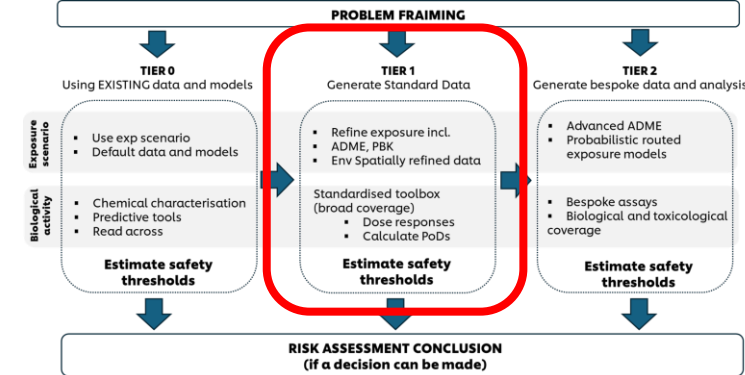 PROBLEM FRAIMING
TIER 0
Using EXISTING data and models
TIER 1
Generate Standard Data
TIER 2
Generate bespoke data and analysis
Exposure
scenario
▪ Use exp scenario
▪ Default data and models
▪ Refine exposure incl.
▪ ADME, PBK
▪ Env Spatially refined data
▪ Advanced ADME
▪ Probabilistic routed
exposure models
Biological
activity
▪ Chemical characterisation
▪ Predictive tools
▪ Read across
Standardised toolbox
(broad coverage)
▪ Dose responses
▪ Calculate PoDs
▪ Bespoke assays
▪ Biological and toxicological
coverage
Estimate safety
thresholds
Estimate safety
thresholds
Estimate safety
thresholds
RISK ASSESSMENT CONCLUSION
(if a decision can be made)